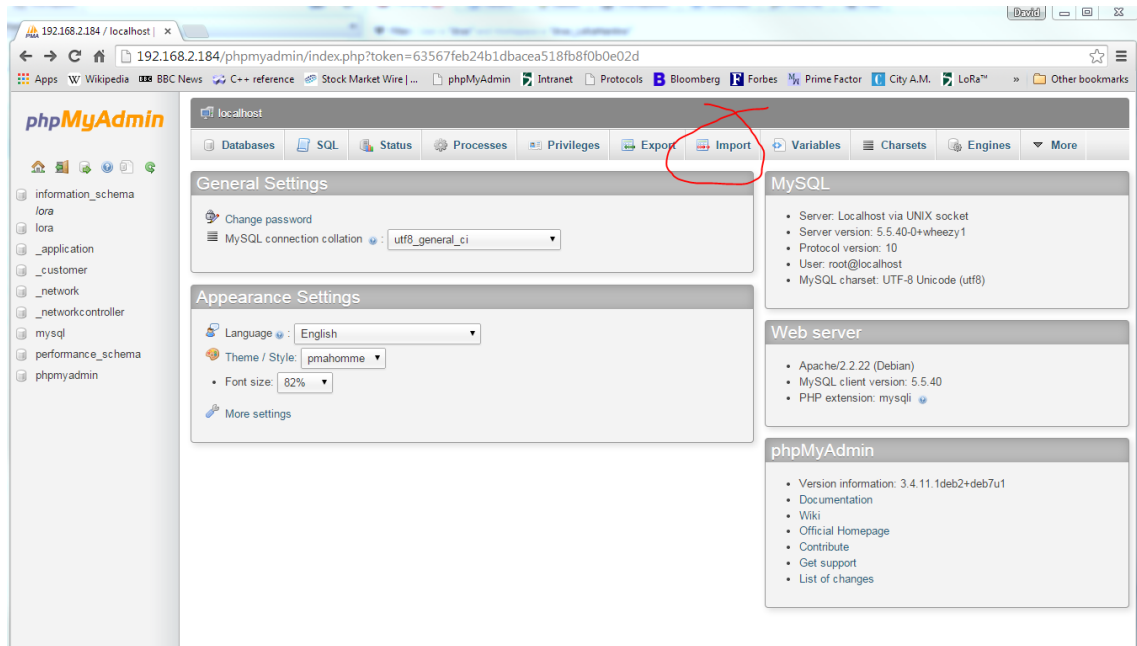 David
192.168.2.184 / localhost |
192.168.2.184/phpmyadmin/index.php?token=63567feb24b1dbacea518fb8f0b0e02d
Apps Wikipedia BBC News C++ reference Stock Market Wire | ... phpMyAdmin Intranet Protocols Bloomberg Forbes Prime Factor City A.M. LoRa™ » Other bookmarks
phpMyAdmin
information_schema
lora
lora
_application
_customer
_network
_networkcontroller
mysql
performance_schema
phpmyadmin
localhost
Databases SQL Status Processes Privileges Export Import Variables Charsets Engines More
General Settings
Change password
MySQL connection collation : utf8_general_ci
Appearance Settings
Language : English
Theme / Style: pmahomme
Font size: 82%
More settings
MySQL
Server: Localhost via UNIX socket
Server version: 5.5.40-0+wheezy1
Protocol version: 10
User: root@localhost
MySQL charset: UTF-8 Unicode (utf8)
Web server
Apache/2.2.22 (Debian)
MySQL client version: 5.5.40
PHP extension: mysqli
phpMyAdmin
Version information: 3.4.11.1deb2+deb7u1
Documentation
Wiki
Official Homepage
Contribute
Get support
List of changes